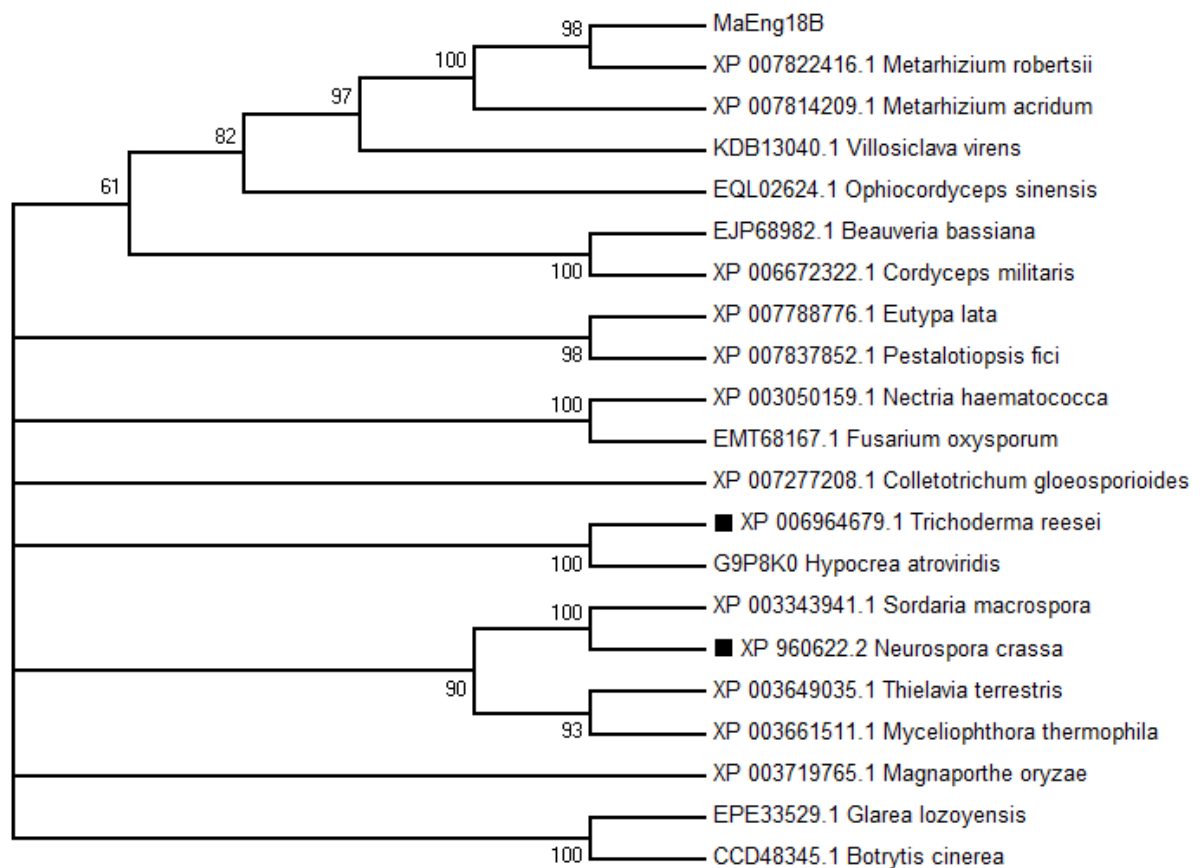 MaEng18B
98
XP 007822416.1 Metarhizium robertsii
100
XP 007814209.1 Metarhizium acridum
97
KDB13040.1 Villosiclava virens
82
EQL02624.1 Ophiocordyceps sinensis
61
EJP68982.1 Beauveria bassiana
100
XP 006672322.1 Cordyceps militaris
XP 007788776.1 Eutypa lata
98
XP 007837852.1 Pestalotiopsis fici
XP 003050159.1 Nectria haematococca
100
EMT68167.1 Fusarium oxysporum
XP 007277208.1 Colletotrichum gloeosporioides
XP 006964679.1 Trichoderma reesei
100
G9P8K0 Hypocrea atroviridis
XP 003343941.1 Sordaria macrospora
100
XP 960622.2 Neurospora crassa
90
XP 003649035.1 Thielavia terrestris
93
XP 003661511.1 Myceliophthora thermophila
XP 003719765.1 Magnaporthe oryzae
EPE33529.1 Glarea lozoyensis
100
CCD48345.1 Botrytis cinerea